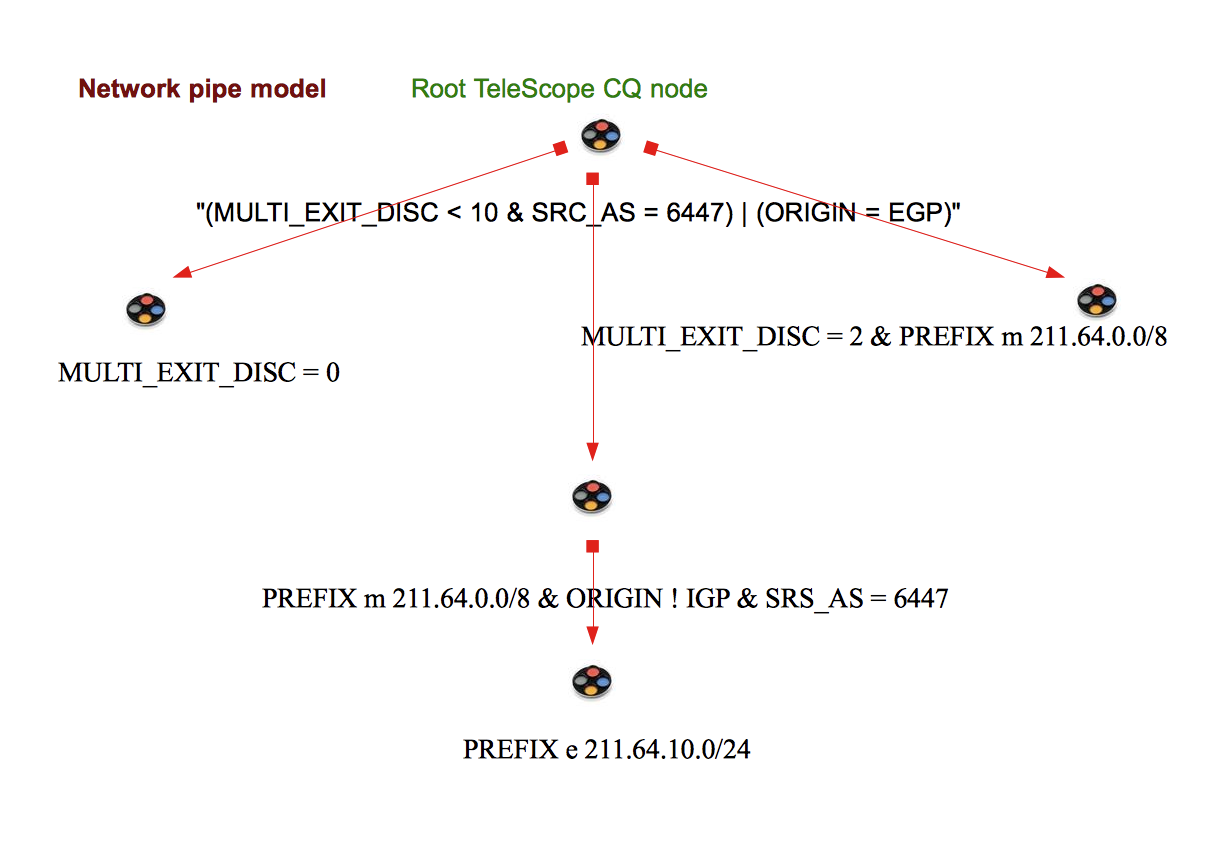 Network pipe model
Root TeleScope CQ node
"(MULTI_EXIT_DISC < 10 & SRC_AS = 6447) | (ORIGIN = EGP)"
MULTI_EXIT_DISC = 2 & PREFIX m 211.64.0.0/8
MULTI_EXIT_DISC = 0
PREFIX m 211.64.0.0/8 & ORIGIN ! IGP & SRS_AS = 6447
PREFIX e 211.64.10.0/24